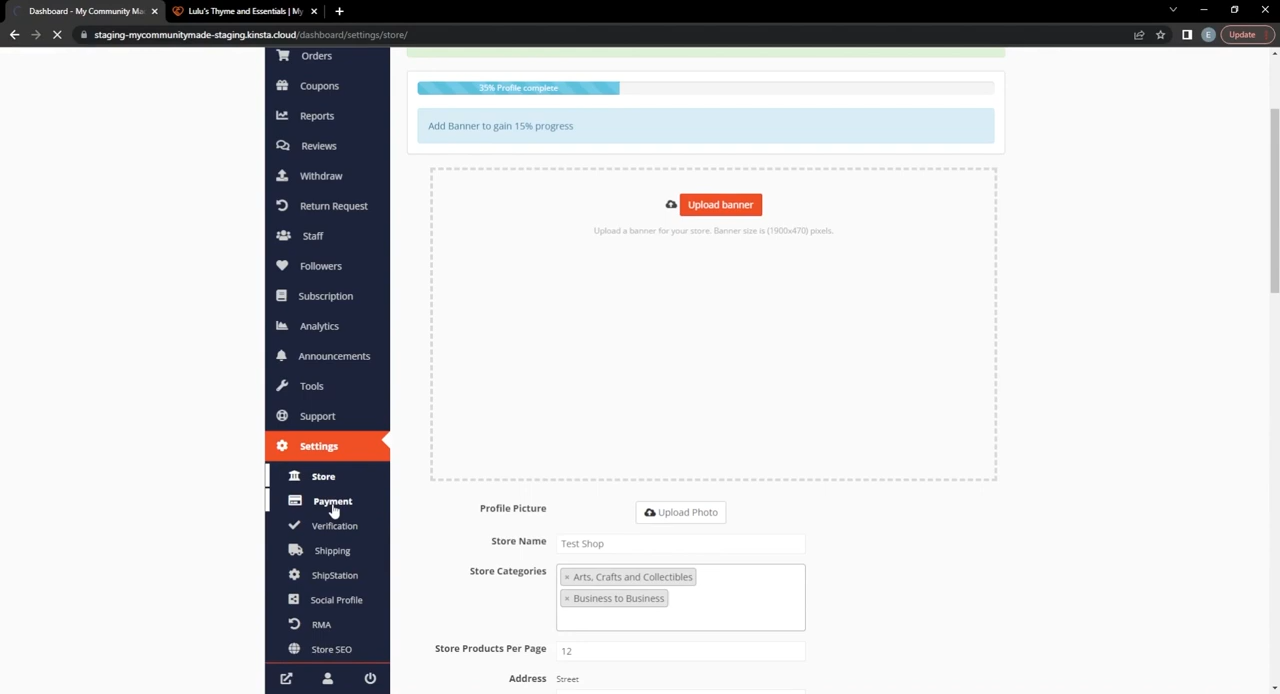 Dashboard - My Community Ma
Lulu's Thyme and Essentials | My
staging-mycommunitymade-staging.kinsta.cloud/dashboard/settings/store/
E
Update
Orders
Coupons
Reports
Reviews
Withdraw
Return Request
Staff
Followers
Subscription
Analytics
Announcements
Tools
Support
Settings
Store
Payment
Verification
Shipping
ShipStation
Social Profile
RMA
Store SEO
35% Profile complete
Add Banner to gain 15% progress
Upload banner
Upload a banner for your store. Banner size is (1900x470) pixels.
Profile Picture
Upload Photo
Store Name
Test Shop
Store Categories
× Arts, Crafts and Collectibles
× Business to Business
Store Products Per Page
12
Address
Street